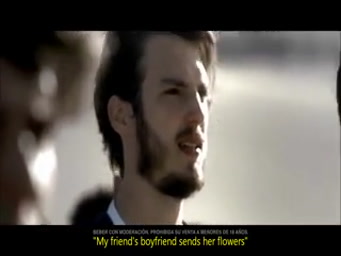 BEBER CON MODERACIÓN. PROHIBIDA SU VENTA A MENORES DE 18 AÑOS.
"My friend's boyfriend sends her flowers"